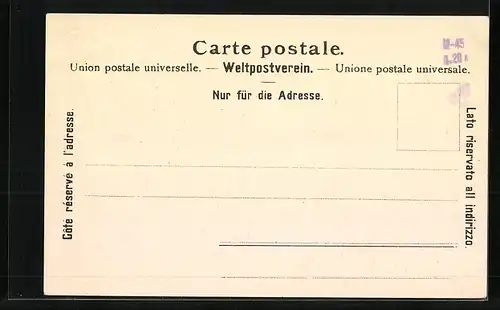 Carte postale.
Union postale universelle. — Weltpostverein. — Unione postale universale.
Nur für die Adresse.
Côté réservé à l'adresse.
Lato riservato all indirizzo.